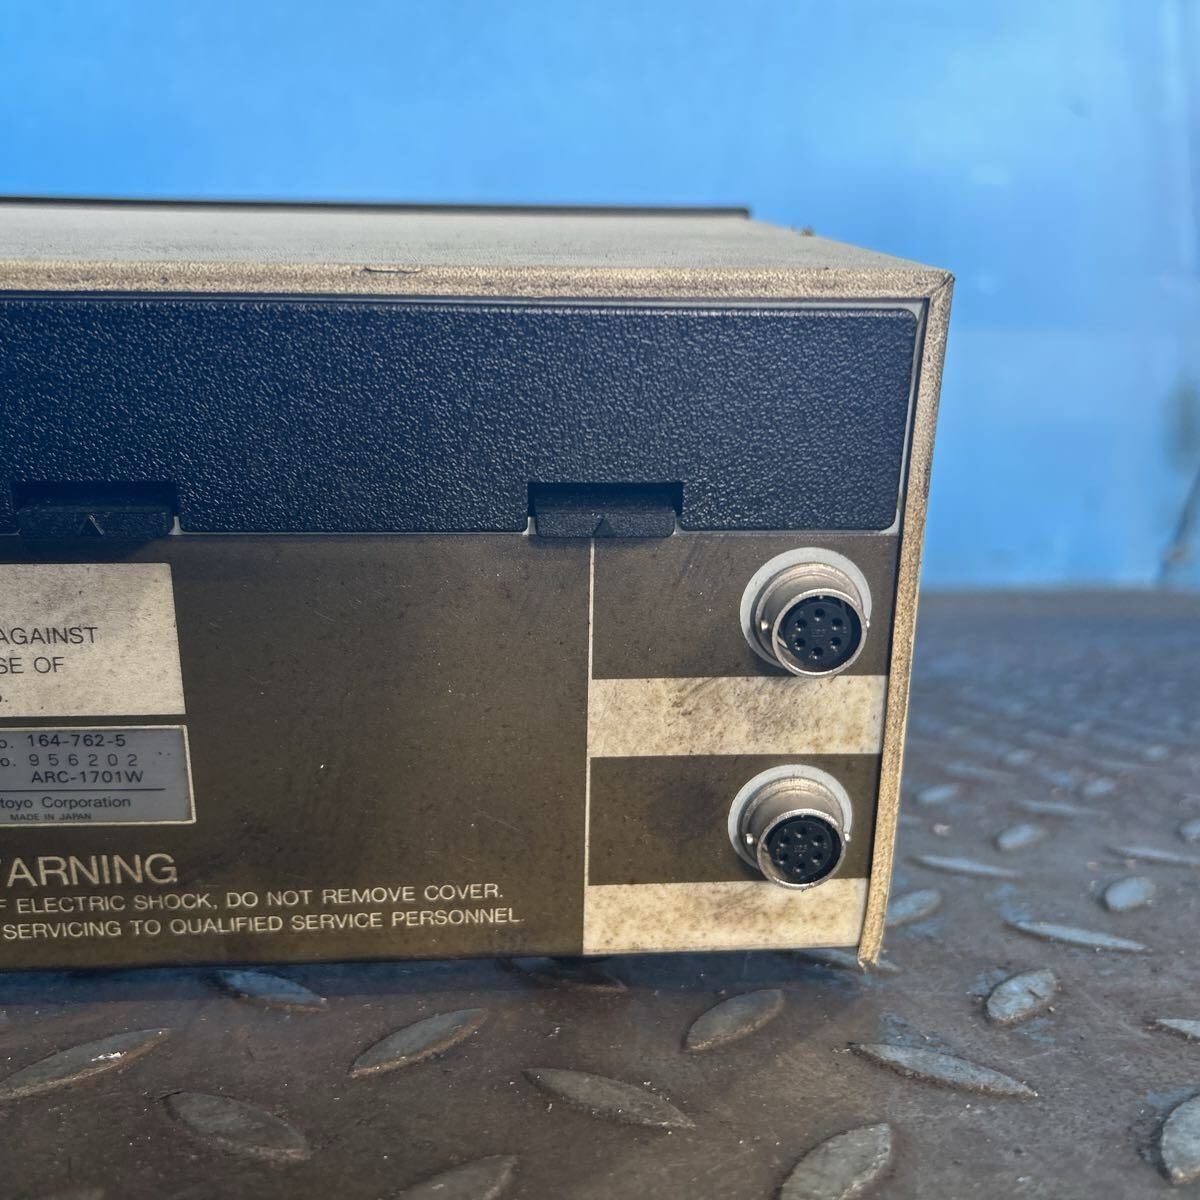 AGAINST
SE OF
o. 164-762-5
o. 956202
ARC-1701W
toyo Corporation
MADE IN JAPAN
WARNING
F ELECTRIC SHOCK, DO NOT REMOVE COVER.
SERVICING TO QUALIFIED SERVICE PERSONNEL.